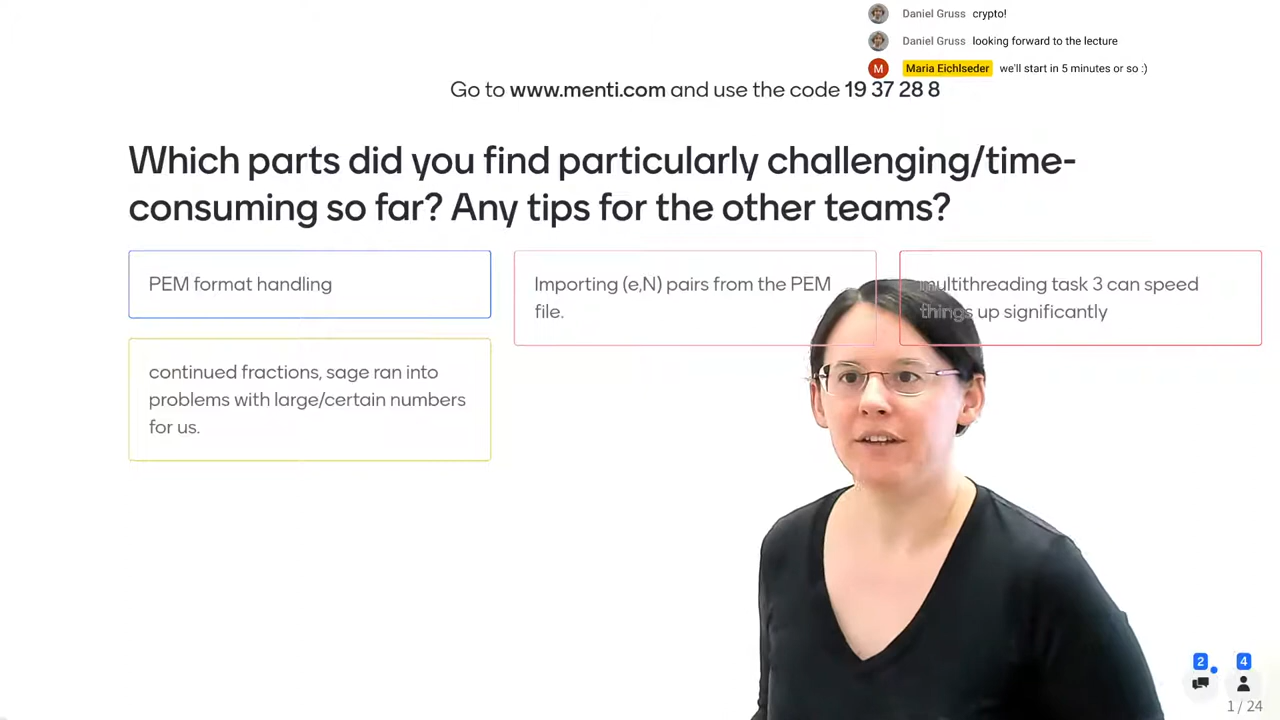 Daniel Gruss crypto!
Daniel Gruss looking forward to the lecture
M Maria Eichlseder we'll start in 5 minutes or so :)
Go to www.menti.com and use the code 19 37 28 8
Which parts did you find particularly challenging/time-
consuming so far? Any tips for the other teams?
PEM format handling
Importing (e,N) pairs from the PEM
file.
multithreading task 3 can speed
things up significantly
continued fractions, sage ran into
problems with large/certain numbers
for us.
2 4
1 / 24